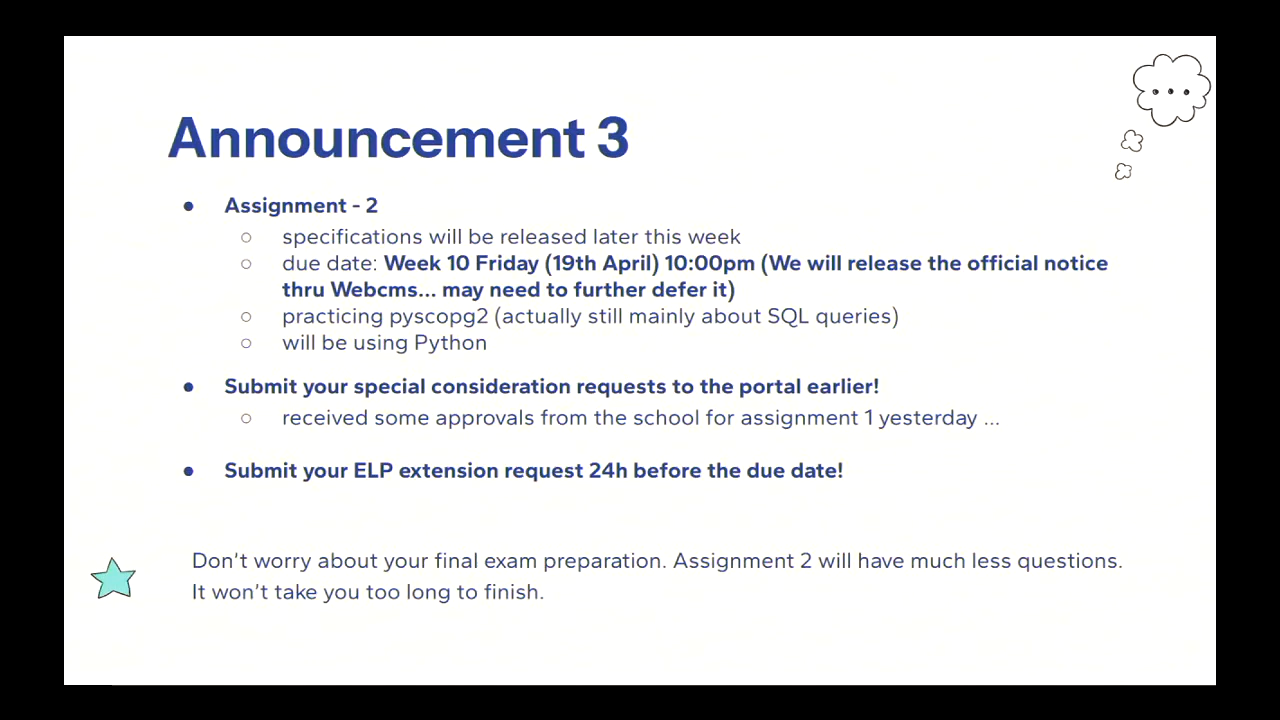 Announcement 3
● Assignment - 2
○ specifications will be released later this week
○ due date: Week 10 Friday (19th April) 10:00pm (We will release the official notice
thru Webcms... may need to further defer it)
○ practicing pyscopg2 (actually still mainly about SQL queries)
○ will be using Python
● Submit your special consideration requests to the portal earlier!
○ received some approvals from the school for assignment 1 yesterday ...
● Submit your ELP extension request 24h before the due date!
Don't worry about your final exam preparation. Assignment 2 will have much less questions.
It won't take you too long to finish.